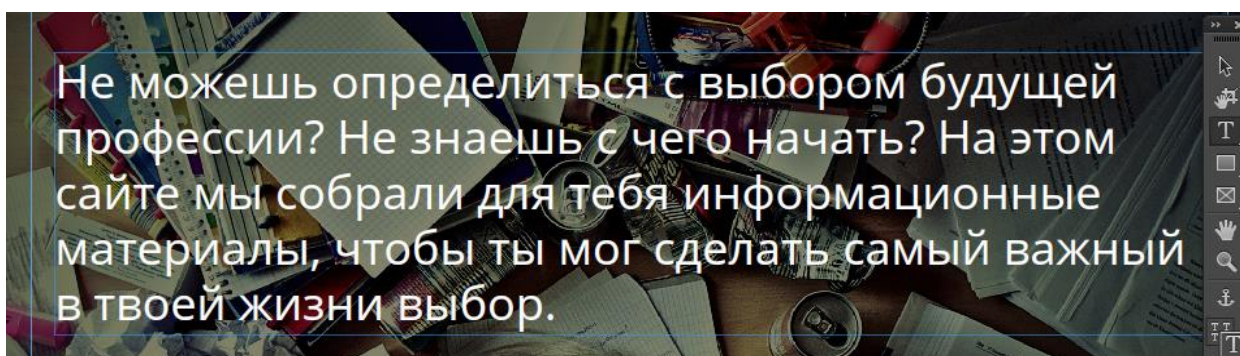 Не можешь определиться с выбором будущей
профессии? Не знаешь с чего начать? На этом
сайте мы собрали для тебя информационные
материалы, чтобы ты мог сделать самый важный
в твоей жизни выбор.